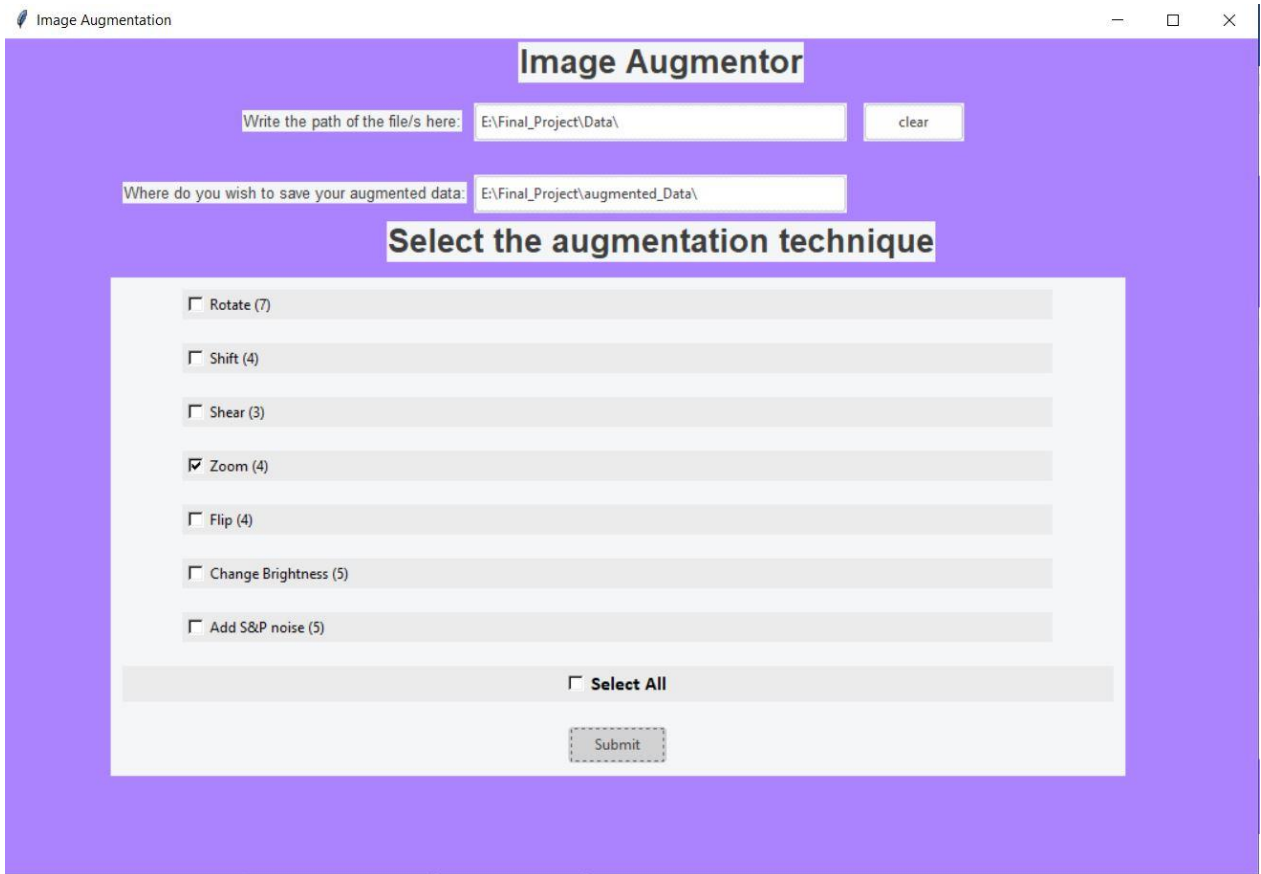 Image Augmentation
Image Augmentor
Write the path of the file/s here: E:\Final_Project\Data\ clear
Where do you wish to save your augmented data: E:\Final_Project\augmented_Data\
Select the augmentation technique
Rotate (7)
Shift (4)
Shear (3)
Zoom (4)
Flip (4)
Change Brightness (5)
Add S&P noise (5)
Select All
Submit